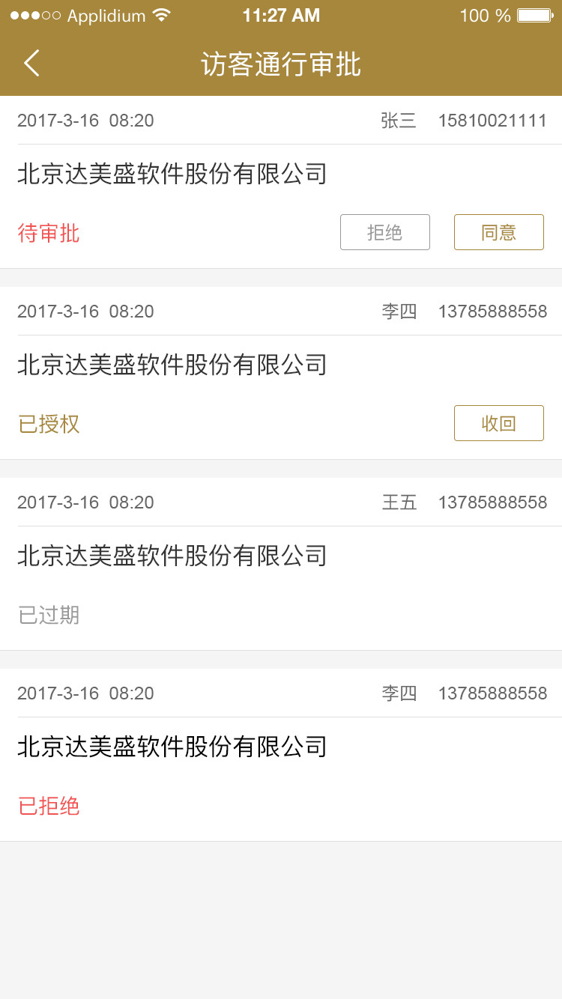 Applidium 11:27 AM 100 %
访客通行审批
2017-3-16 08:20 张三 15810021111
北京达美盛软件股份有限公司
待审批 拒绝 同意
2017-3-16 08:20 李四 13785888558
北京达美盛软件股份有限公司
已授权 收回
2017-3-16 08:20 王五 13785888558
北京达美盛软件股份有限公司
已过期
2017-3-16 08:20 李四 13785888558
北京达美盛软件股份有限公司
已拒绝